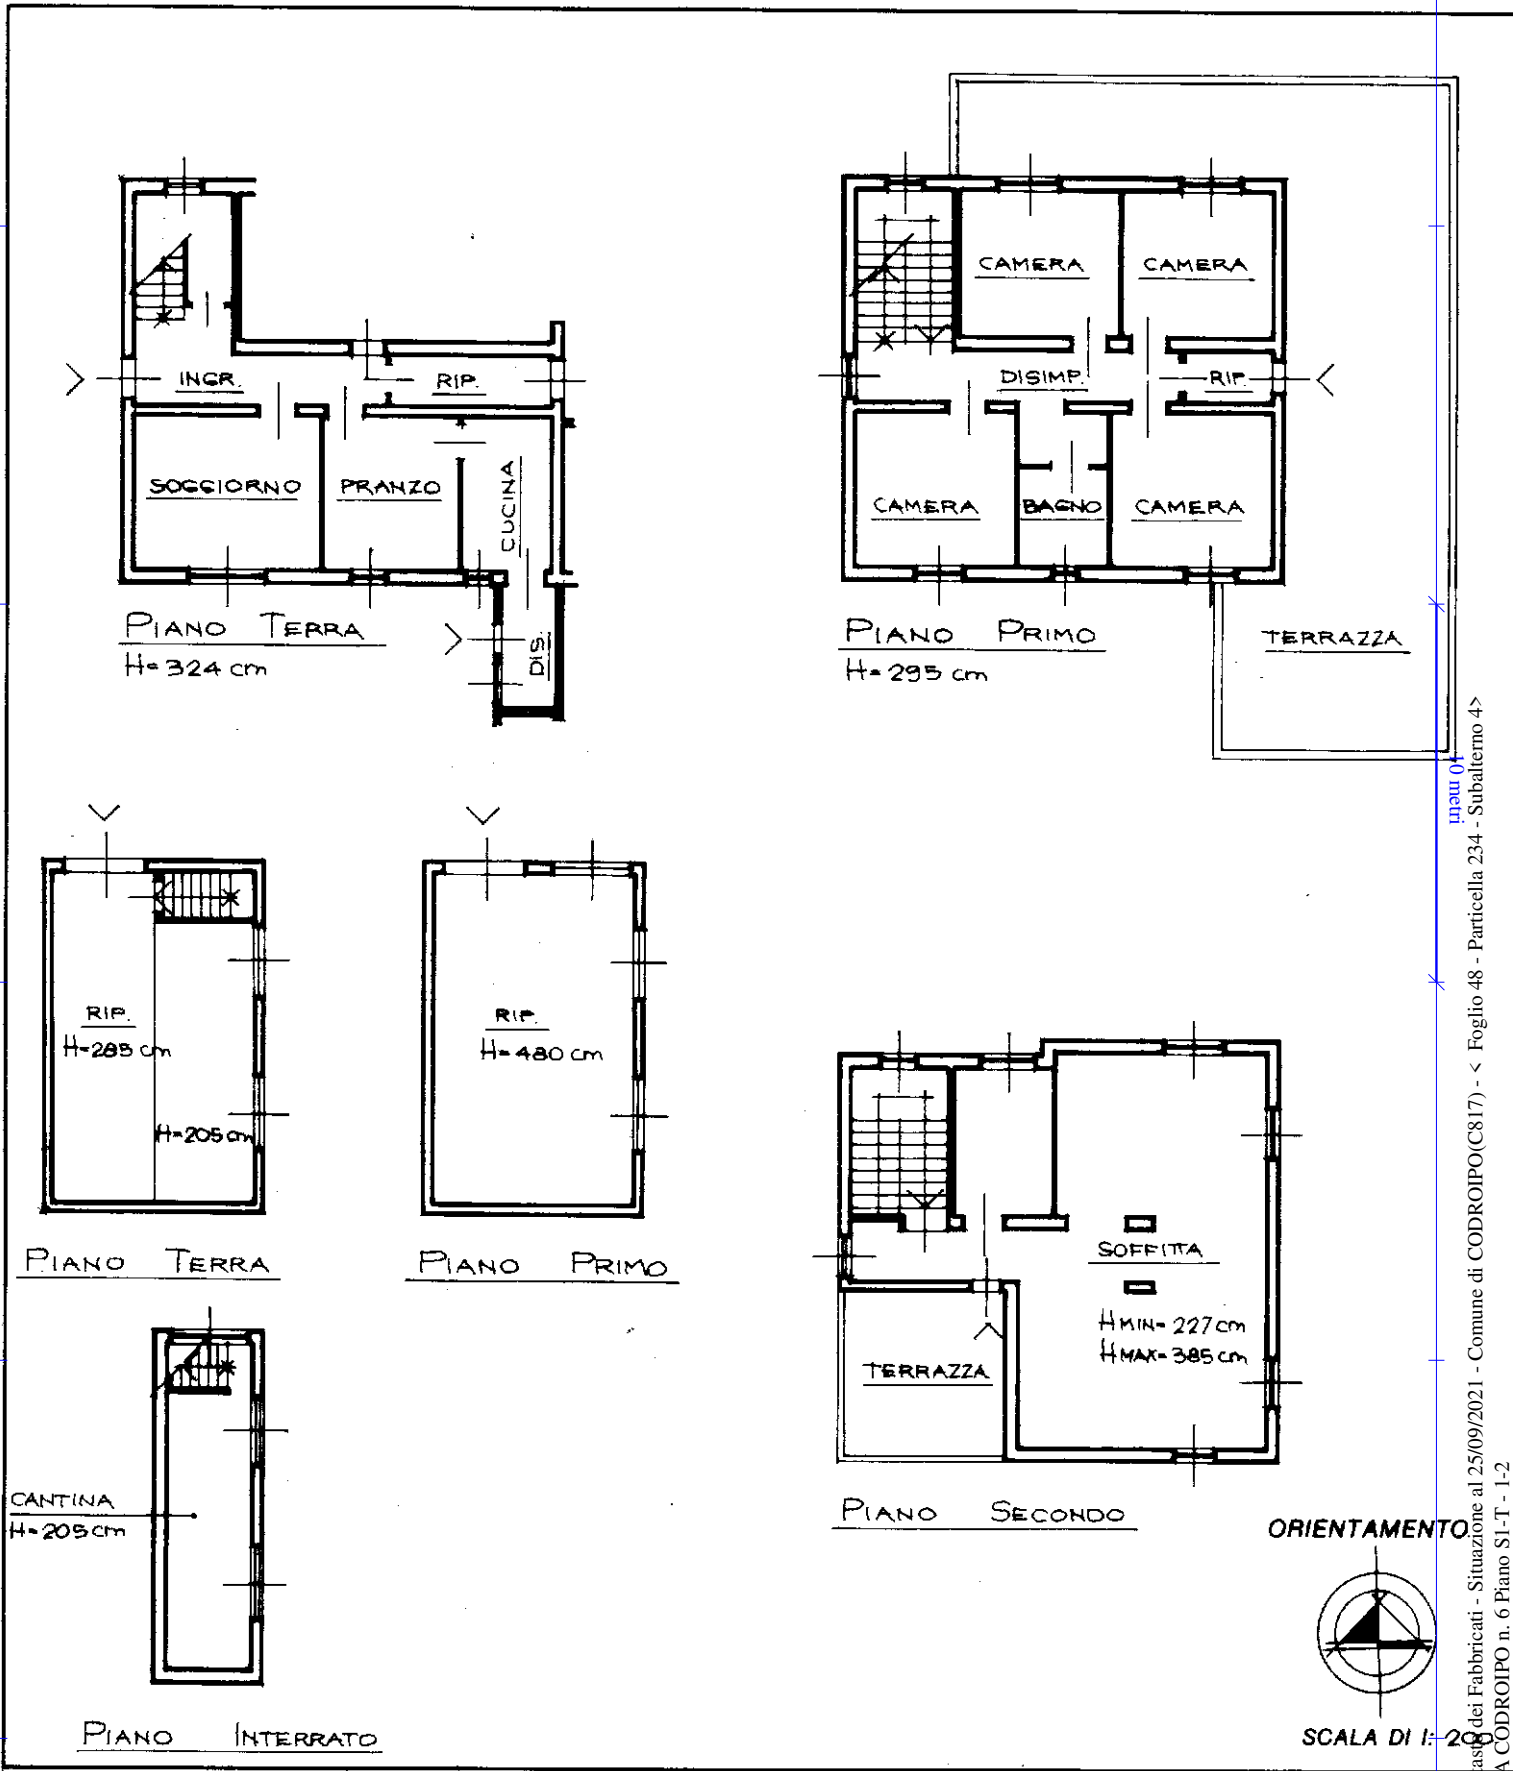 INGR.
RIP.
SOGGIORNO
PRANZO
CUCINA
DIS.
PIANO TERRA
H=324 cm
CAMERA
CAMERA
DISIMP.
RIP.
CAMERA
BAGNO
CAMERA
PIANO PRIMO
H=295 cm
TERRAZZA
RIP.
H=285 cm
H=205 cm
PIANO TERRA
RIP.
H=480 cm
PIANO PRIMO
CANTINA
H=205 cm
PIANO INTERRATO
SOFFITTA
HMIN=227 cm
HMAX=385 cm
TERRAZZA
PIANO SECONDO
ORIENTAMENTO
SCALA DI 1: 200
10 metri
dei Fabbricati - Situazione al 25/09/2021 - Comune di CODROIPO(C817) - < Foglio 48 - Particella 234 - Subalterno 4>
A CODROIPO n. 6 Piano S1-T - 1-2